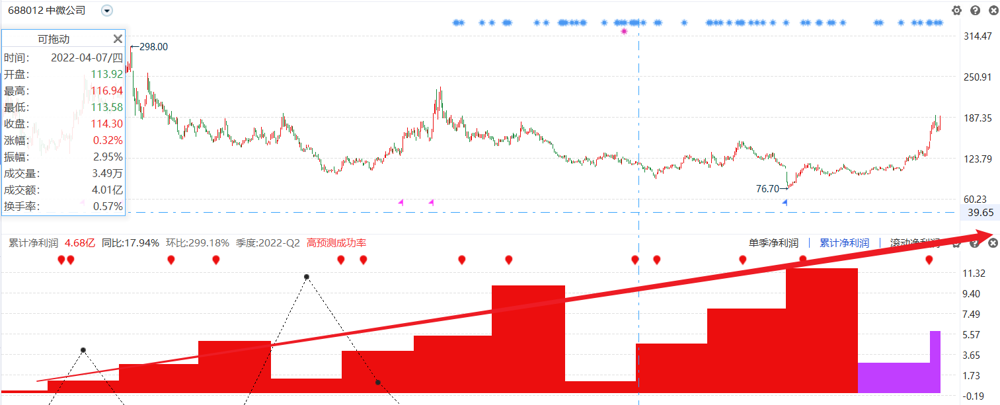 688012 中微公司
314.47
可拖动
298.00
时间： 2022-04-07/四
开盘： 113.92
250.91
最高： 116.94
最低： 113.58
收盘： 114.30
187.35
涨幅： 0.32%
振幅： 2.95%
123.79
成交量： 3.49万
成交额： 4.01亿
76.70
60.23
换手率： 0.57%
39.65
累计净利润 4.68亿 同比:17.94% 环比:299.18% 季度:2022-Q2 高预测成功率 单季净利润 | 累计净利润 | 滚动净利润
11.32
9.40
7.49
5.57
3.65
1.73
-0.19